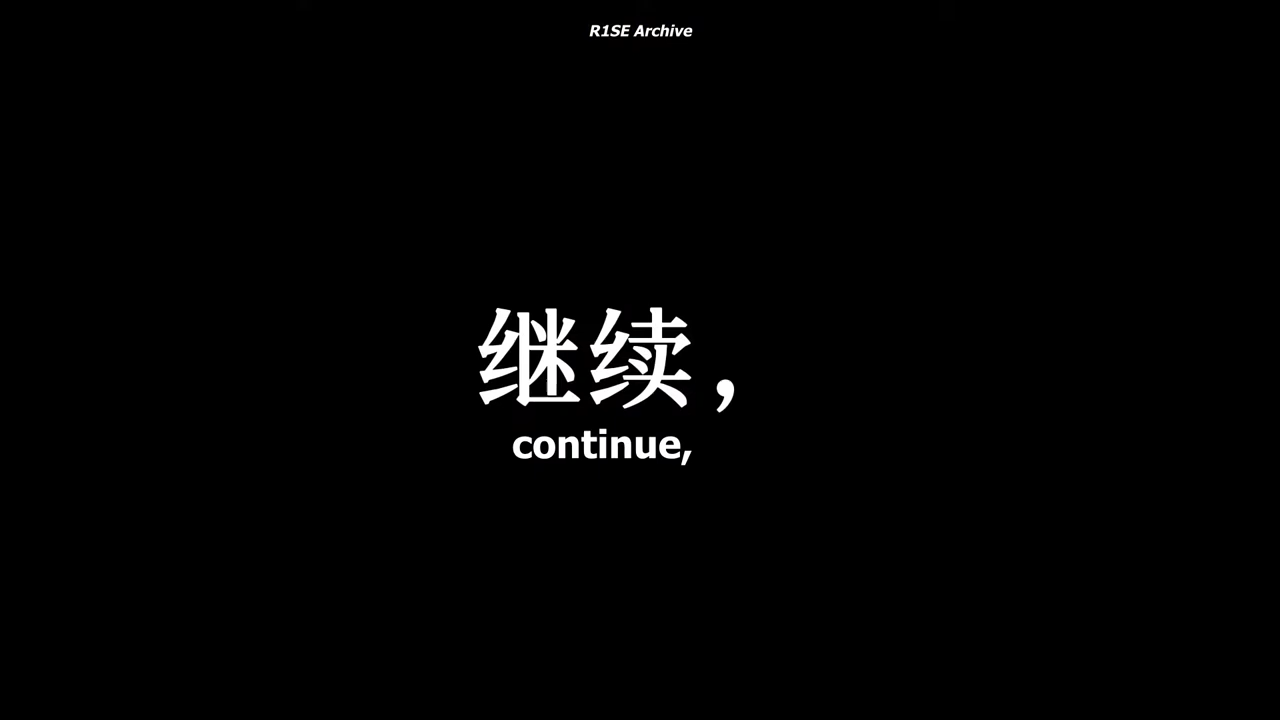 R1SE Archive
继续，
continue,